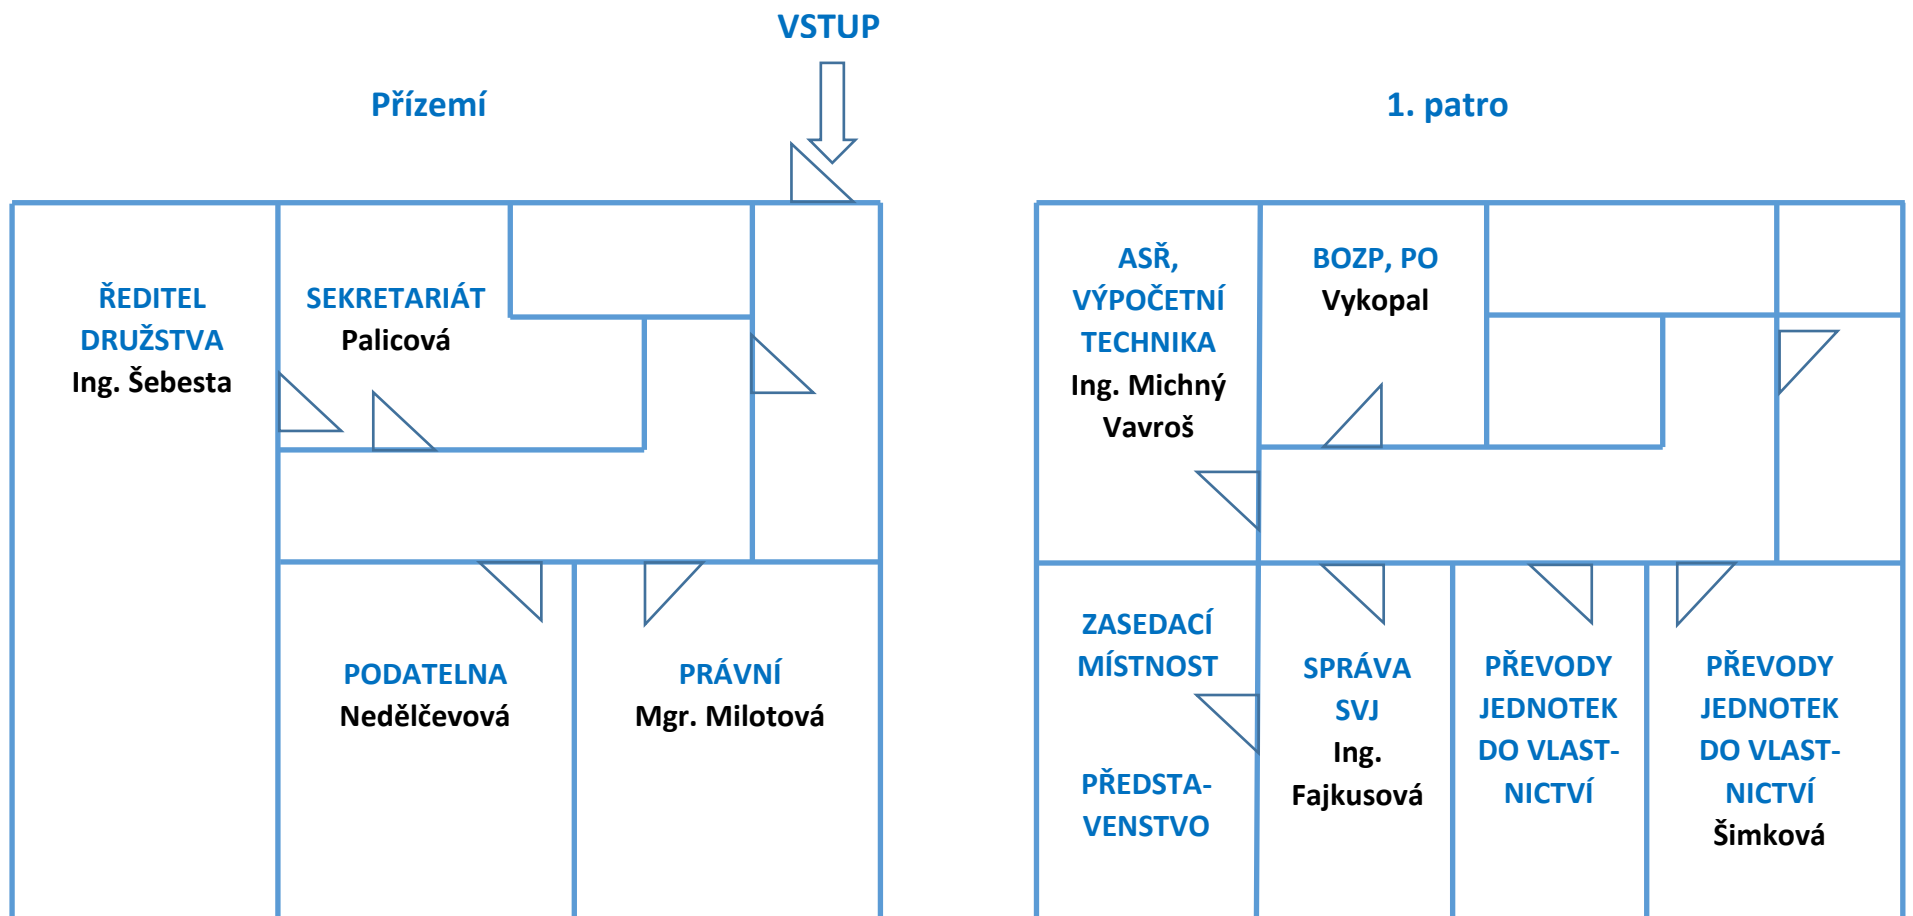 VSTUP
Přízemí
ŘEDITEL
DRUŽSTVA
Ing. Šebesta
SEKRETARIÁT
Palicová
PODATELNA
Nedělčevová
PRÁVNÍ
Mgr. Milotová
1. patro
ASŘ,
VÝPOČETNÍ
TECHNIKA
Ing. Michný
Vavroš
BOZP, PO
Vykopal
ZASEDACÍ
MÍSTNOST
PŘEDSTA-
VENSTVO
SPRÁVA
SVJ
Ing.
Fajkusová
PŘEVODY
JEDNOTEK
DO VLAST-
NICTVÍ
PŘEVODY
JEDNOTEK
DO VLAST-
NICTVÍ
Šimková